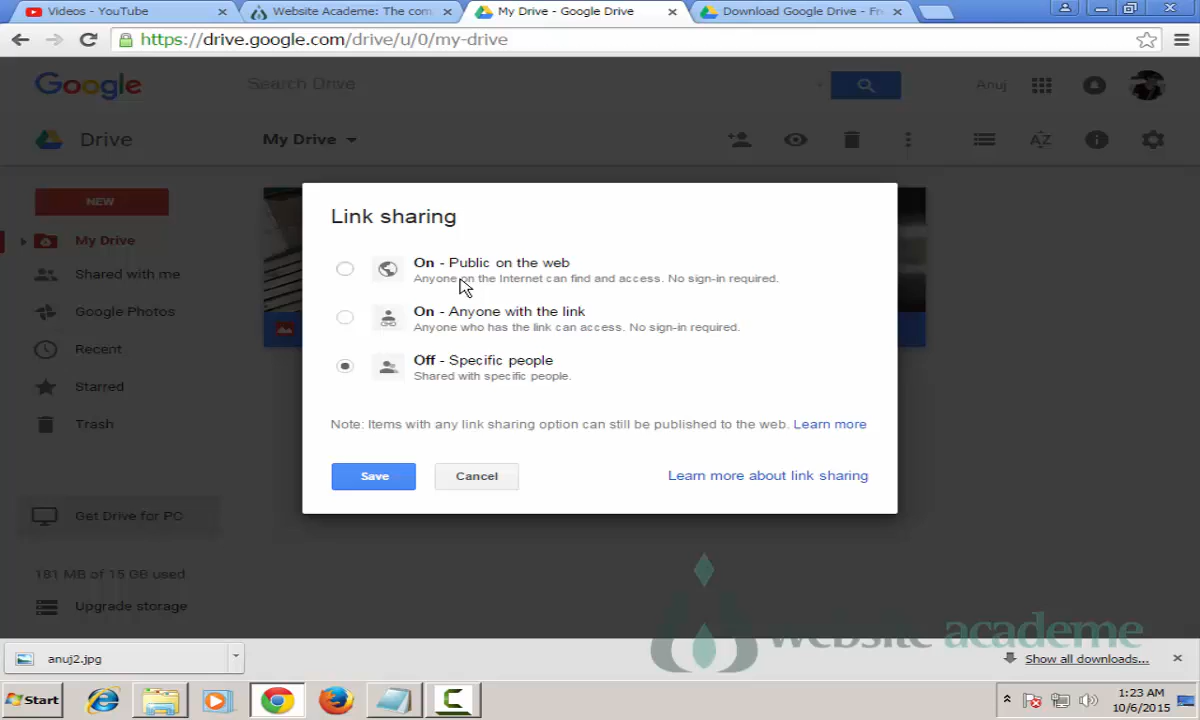 Videos - YouTube
Website Academe: The com
My Drive - Google Drive
Download Google Drive - Fre
https://drive.google.com/drive/u/0/my-drive
Google
Search Drive
Anuj
Drive
My Drive
AZ
NEW
My Drive
Shared with me
Google Photos
Recent
Starred
Trash
Get Drive for PC
181 MB of 15 GB used
Upgrade storage
Link sharing
On - Public on the web
Anyone on the Internet can find and access. No sign-in required.
On - Anyone with the link
Anyone who has the link can access. No sign-in required.
Off - Specific people
Shared with specific people.
Note: Items with any link sharing option can still be published to the web. Learn more
Save
Cancel
Learn more about link sharing
website academe
anuj2.jpg
Show all downloads...
Start
1:23 AM
10/6/2015